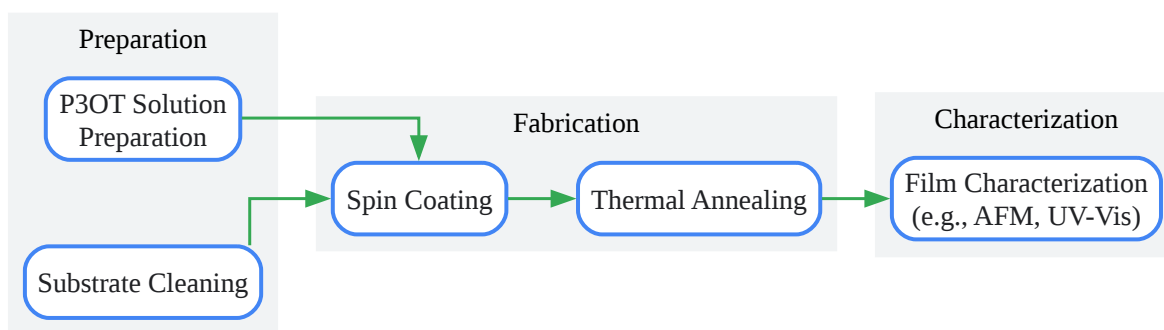 Preparation
P3OT Solution
Preparation
Substrate Cleaning
Fabrication
Spin Coating
Thermal Annealing
Characterization
Film Characterization
(e.g., AFM, UV-Vis)